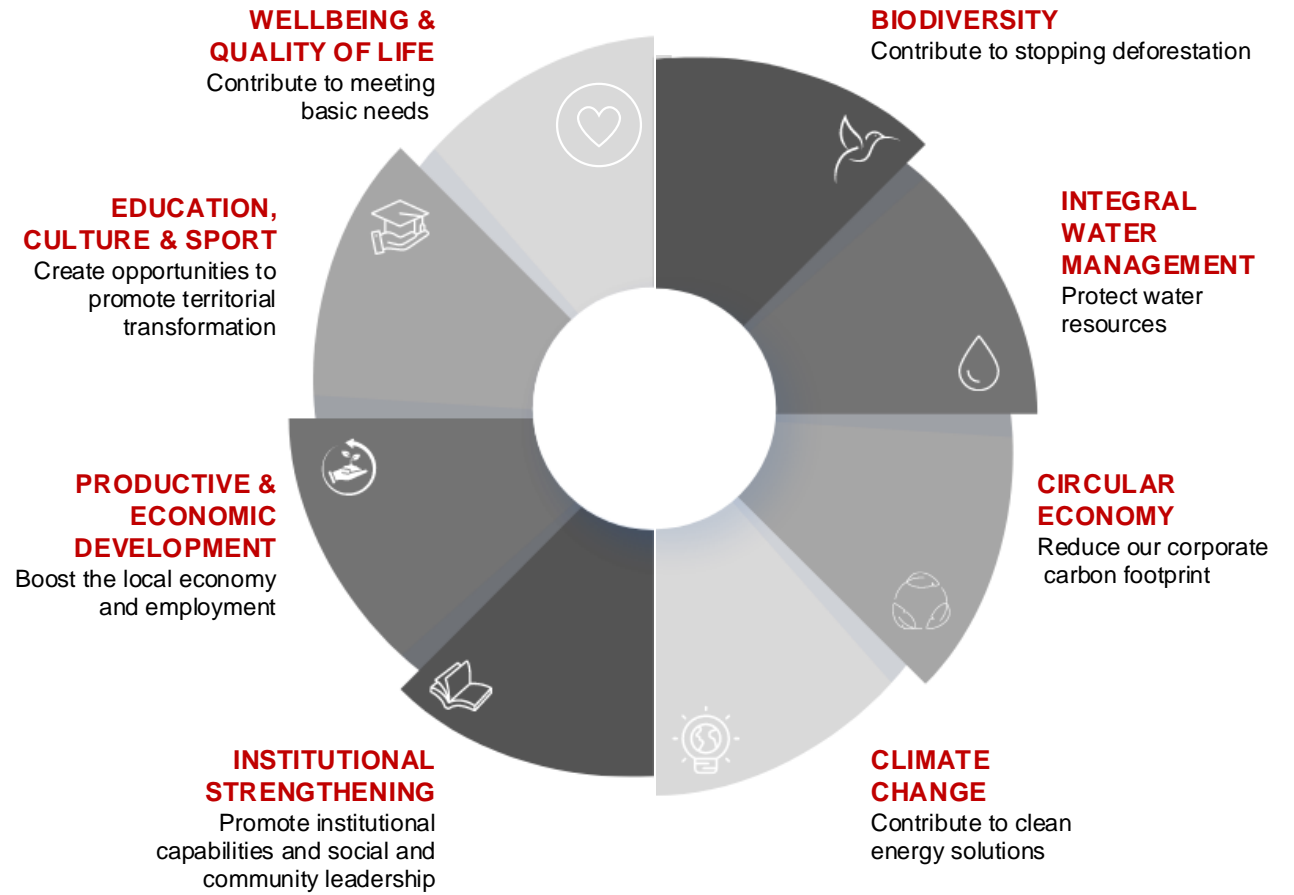 WELLBEING &
QUALITY OF LIFE
Contribute to meeting
basic needs
BIODIVERSITY
Contribute to stopping deforestation
EDUCATION,
CULTURE & SPORT
Create opportunities to
promote territorial
transformation
INTEGRAL
WATER
MANAGEMENT
Protect water
resources
PRODUCTIVE &
ECONOMIC
DEVELOPMENT
Boost the local economy
and employment
CIRCULAR
ECONOMY
Reduce our corporate
carbon footprint
INSTITUTIONAL
STRENGTHENING
Promote institutional
capabilities and social and
community leadership
CLIMATE
CHANGE
Contribute to clean
energy solutions